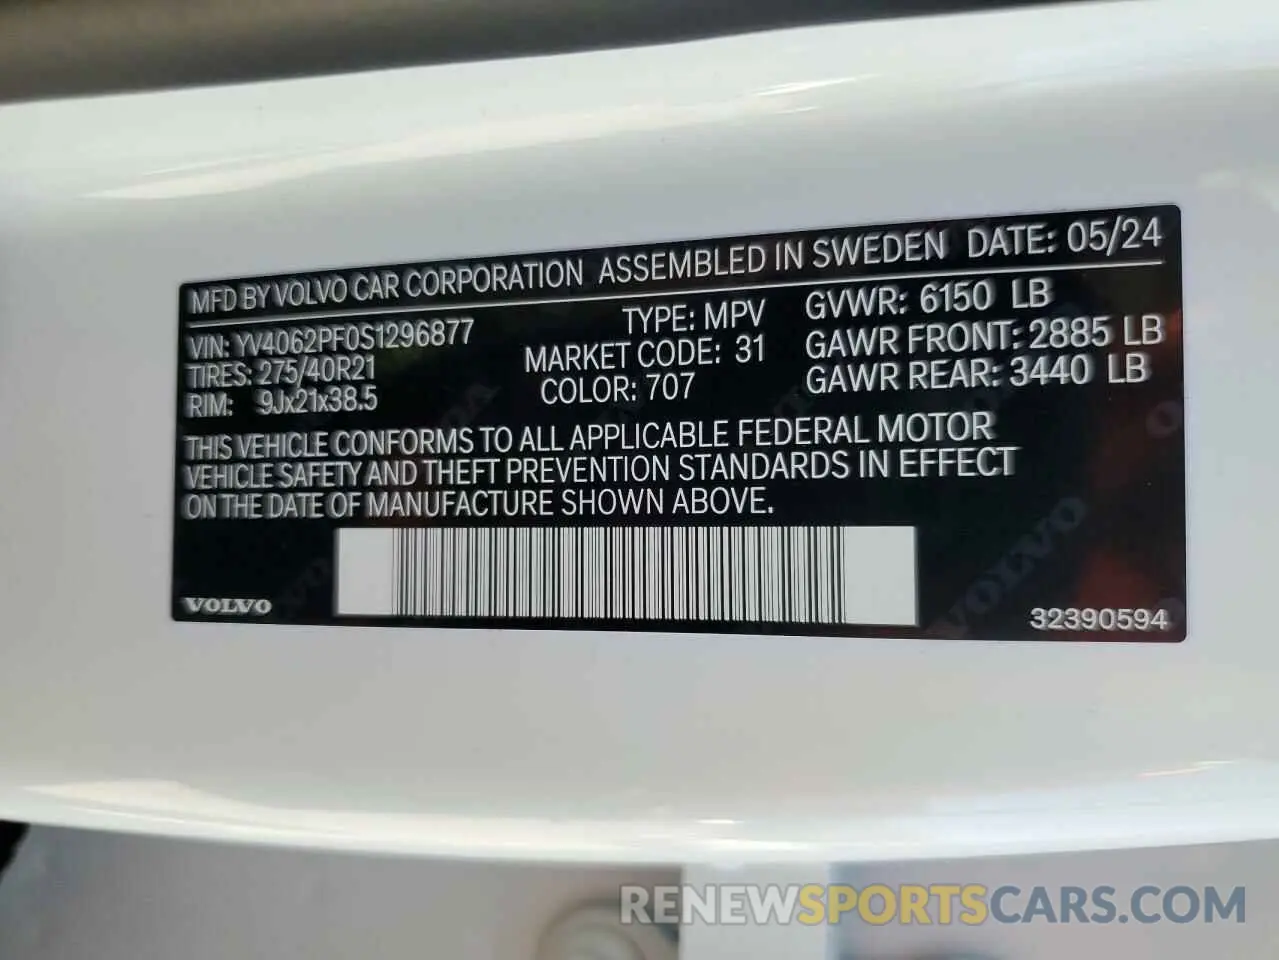 MFD BY VOLVO CAR CORPORATION ASSEMBLED IN SWEDEN DATE: 05/24
VIN: YV4062PF0S1296877 TYPE: MPV GVWR: 6150 LB
TIRES: 275/40R21 MARKET CODE: 31 GAWR FRONT: 2885 LB
RIM: 9Jx21x38.5 COLOR: 707 GAWR REAR: 3440 LB
THIS VEHICLE CONFORMS TO ALL APPLICABLE FEDERAL MOTOR
VEHICLE SAFETY AND THEFT PREVENTION STANDARDS IN EFFECT
ON THE DATE OF MANUFACTURE SHOWN ABOVE.
VOLVO 32390594
VOLVO
RENEWSPORTSCARS.COM